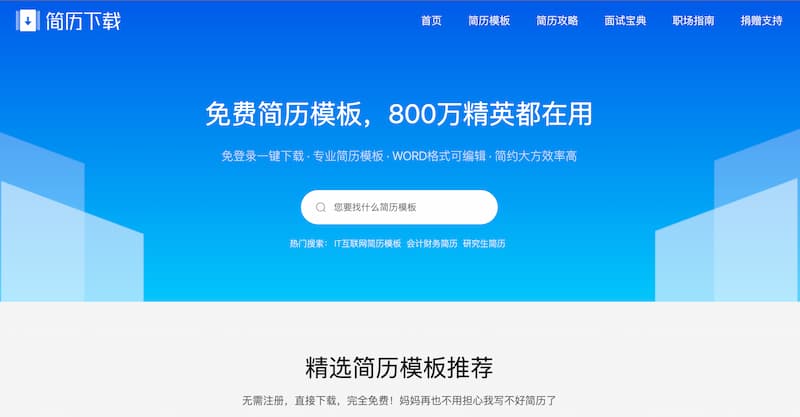 简历下载
首页 简历模板 简历攻略 面试宝典 职场指南 捐赠支持
免费简历模板，800万精英都在用
免登录一键下载 · 专业简历模板 · WORD格式可编辑 · 简约大方效率高
您要找什么简历模板
热门搜索： IT互联网简历模板 会计财务简历 研究生简历
精选简历模板推荐
无需注册，直接下载，完全免费！妈妈再也不用担心我写不好简历了